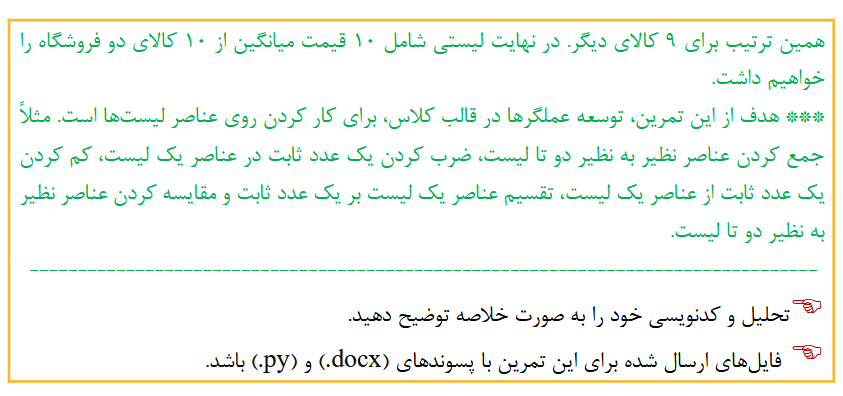 همین ترتیب برای ۹ کالای دیگر. در نهایت لیستی شامل ۱۰ قیمت میانگین از ۱۰ کالای دو فروشگاه را
خواهیم داشت.
*** هدف از این تمرین، توسعه عملگرها در قالب کلاس، برای کار کردن روی عناصر لیست‌ها است. مثلاً
جمع کردن عناصر نظیر به نظیر دو تا لیست، ضرب کردن یک عدد ثابت در عناصر یک لیست، کم کردن
یک عدد ثابت از عناصر یک لیست، تقسیم عناصر یک لیست بر یک عدد ثابت و مقایسه کردن عناصر نظیر
به نظیر دو تا لیست.
--------------------------------------------------------------------------------
تحلیل و کدنویسی خود را به صورت خلاصه توضیح دهید.
فایل‌های ارسال شده برای این تمرین با پسوندهای (.docx) و (.py) باشد.